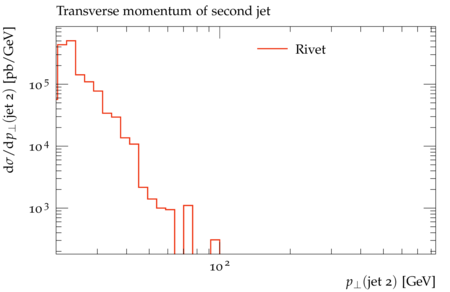 Transverse momentum of second jet
Rivet
dσ/dp⊥(jet 2) [pb/GeV]
10⁵
10⁴
10³
10²
p⊥(jet 2) [GeV]